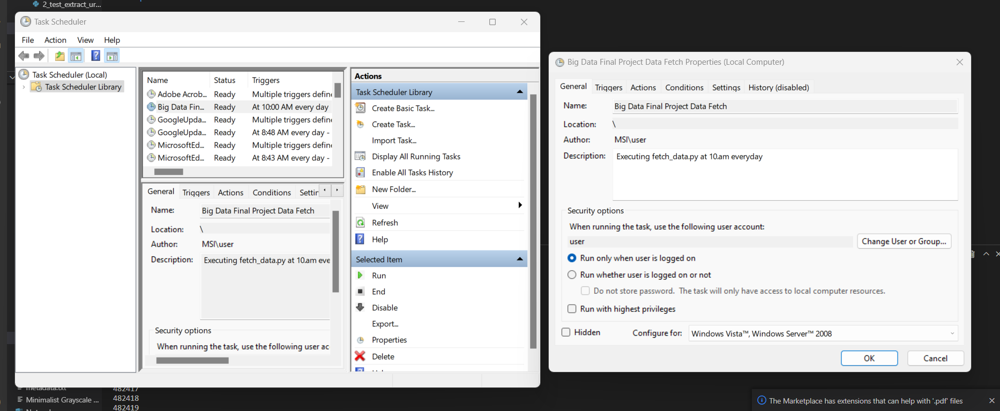 2_test_extract_ur...
Task Scheduler
File Action View Help
Task Scheduler (Local)
Task Scheduler Library
Name Status Triggers
Adobe Acrob... Ready Multiple triggers define
Big Data Fin... Ready At 10:00 AM every day
GoogleUpda... Ready Multiple triggers define
GoogleUpda... Ready At 8:48 AM every day -
MicrosoftEd... Ready Multiple triggers define
MicrosoftEd... Ready At 8:43 AM every day -
General Triggers Actions Conditions Settin
Name: Big Data Final Project Data Fetch
Location: \
Author: MSI\user
Description: Executing fetch_data.py at 10.am eve
Security options
When running the task, use the following user ac
Actions
Task Scheduler Library
Create Basic Task...
Create Task...
Import Task...
Display All Running Tasks
Enable All Tasks History
New Folder...
View
Refresh
Help
Selected Item
Run
End
Disable
Export...
Properties
Delete
Big Data Final Project Data Fetch Properties (Local Computer)
General Triggers Actions Conditions Settings History (disabled)
Name: Big Data Final Project Data Fetch
Location: \
Author: MSI\user
Description: Executing fetch_data.py at 10.am everyday
Security options
When running the task, use the following user account:
user Change User or Group...
Run only when user is logged on
Run whether user is logged on or not
Do not store password. The task will only have access to local computer resources.
Run with highest privileges
Hidden Configure for: Windows Vista™, Windows Server™ 2008
OK Cancel
metadata.txt 482417
Minimalist Grayscale ... 482418
482419
The Marketplace has extensions that can help with '.pdf' files